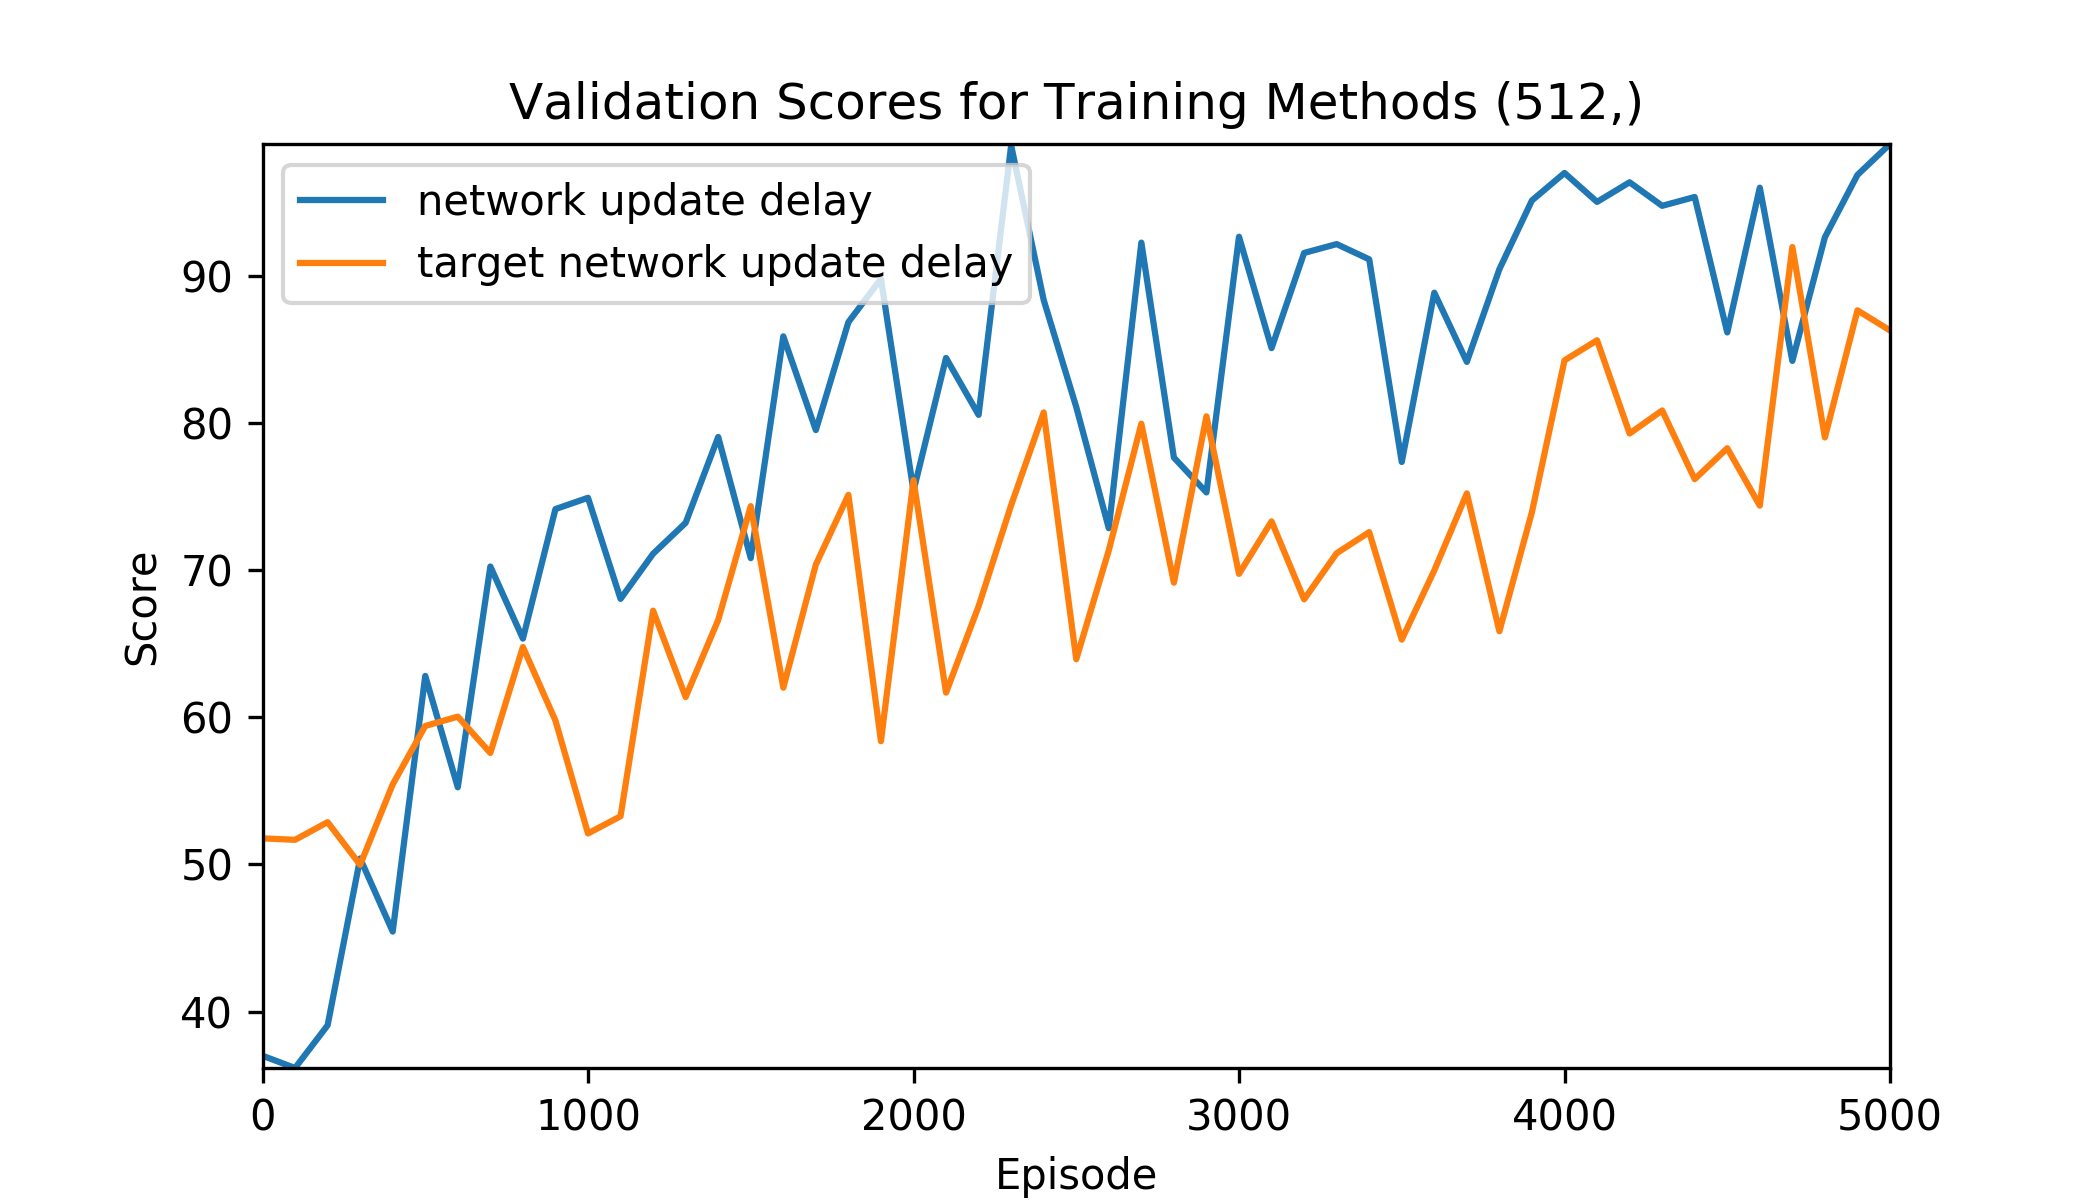 Validation Scores for Training Methods (512,)
network update delay
target network update delay
90
80
70
60
50
40
Score
0 1000 2000 3000 4000 5000
Episode